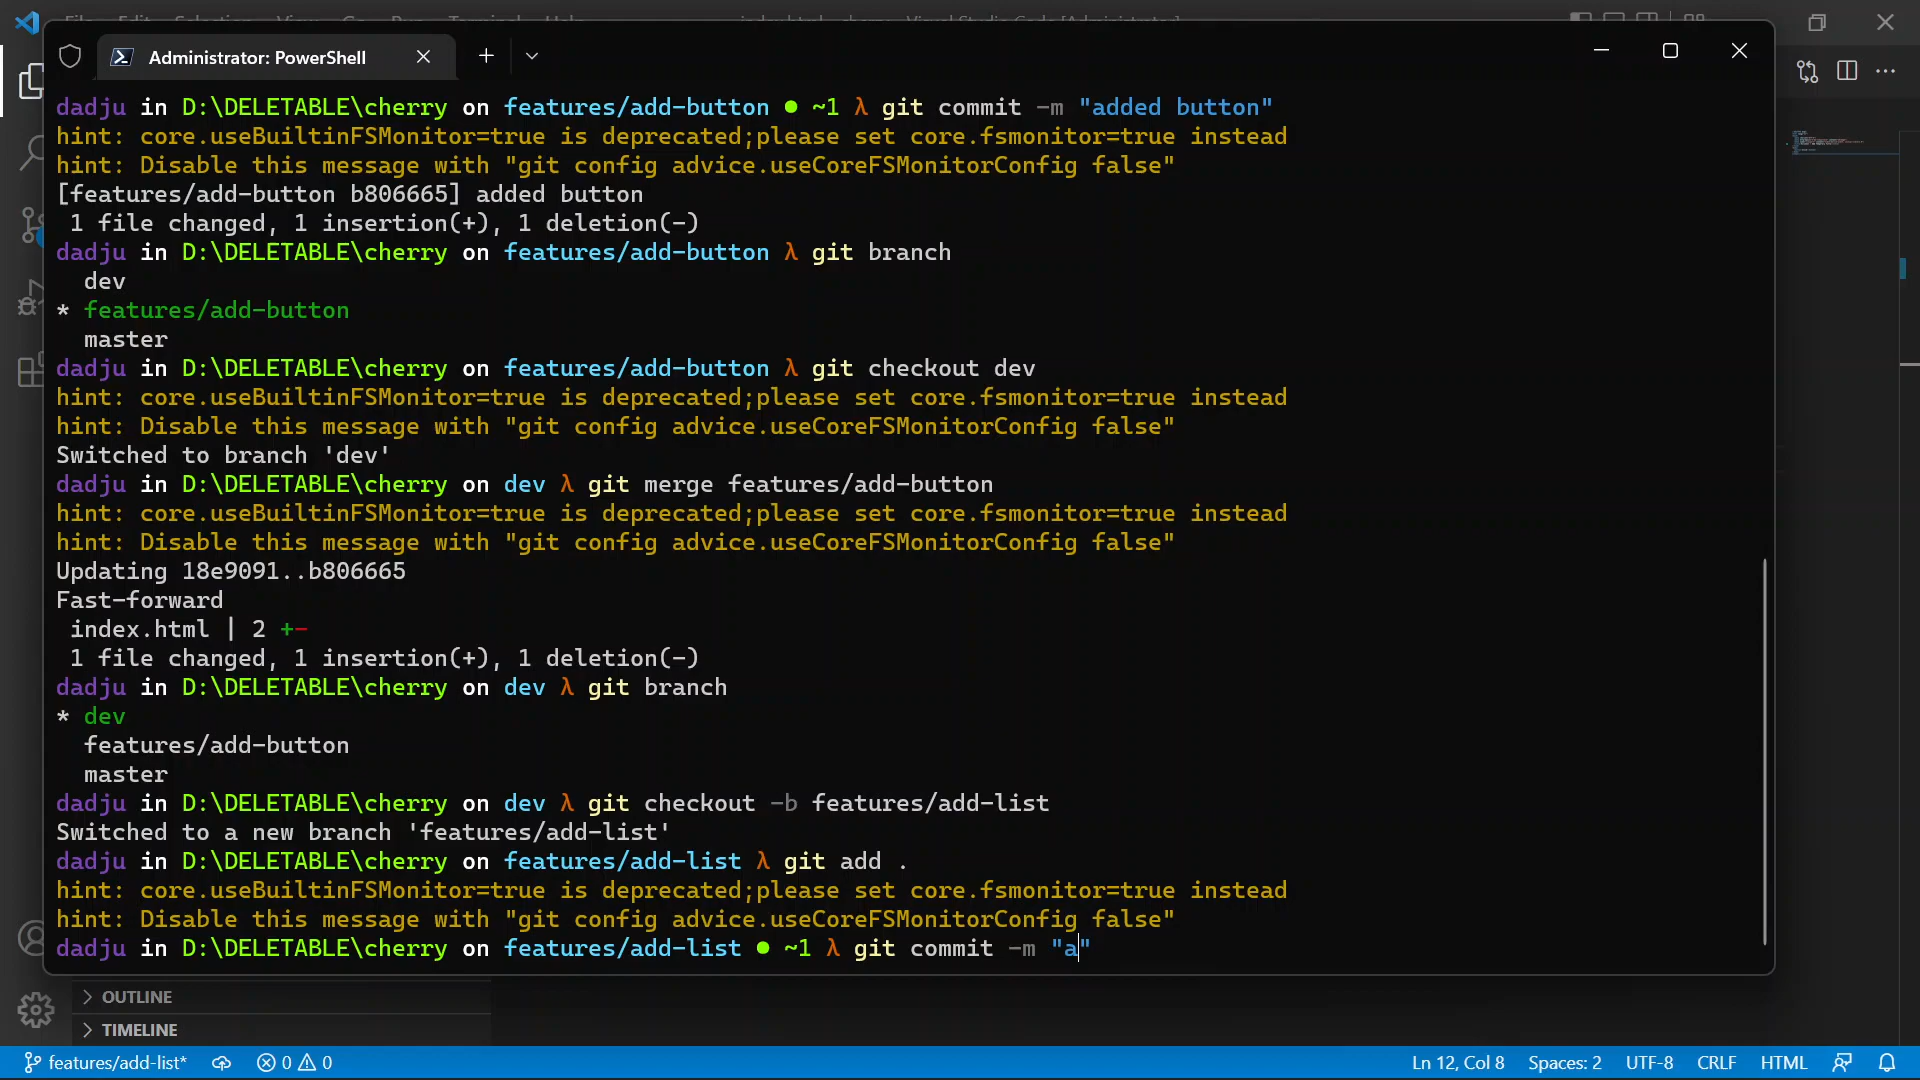 Administrator: PowerShell
dadju in D:\DELETABLE\cherry on features/add-button ● ~1 λ git commit -m "added button"
hint: core.useBuiltinFSMonitor=true is deprecated;please set core.fsmonitor=true instead
hint: Disable this message with "git config advice.useCoreFSMonitorConfig false"
[features/add-button b806665] added button
1 file changed, 1 insertion(+), 1 deletion(-)
dadju in D:\DELETABLE\cherry on features/add-button λ git branch
dev
* features/add-button
master
dadju in D:\DELETABLE\cherry on features/add-button λ git checkout dev
hint: core.useBuiltinFSMonitor=true is deprecated;please set core.fsmonitor=true instead
hint: Disable this message with "git config advice.useCoreFSMonitorConfig false"
Switched to branch 'dev'
dadju in D:\DELETABLE\cherry on dev λ git merge features/add-button
hint: core.useBuiltinFSMonitor=true is deprecated;please set core.fsmonitor=true instead
hint: Disable this message with "git config advice.useCoreFSMonitorConfig false"
Updating 18e9091..b806665
Fast-forward
index.html | 2 +-
1 file changed, 1 insertion(+), 1 deletion(-)
dadju in D:\DELETABLE\cherry on dev λ git branch
* dev
features/add-button
master
dadju in D:\DELETABLE\cherry on dev λ git checkout -b features/add-list
Switched to a new branch 'features/add-list'
dadju in D:\DELETABLE\cherry on features/add-list λ git add .
hint: core.useBuiltinFSMonitor=true is deprecated;please set core.fsmonitor=true instead
hint: Disable this message with "git config advice.useCoreFSMonitorConfig false"
dadju in D:\DELETABLE\cherry on features/add-list ● ~1 λ git commit -m "a"
OUTLINE
TIMELINE
features/add-list* 0 0 Ln 12, Col 8 Spaces: 2 UTF-8 CRLF HTML